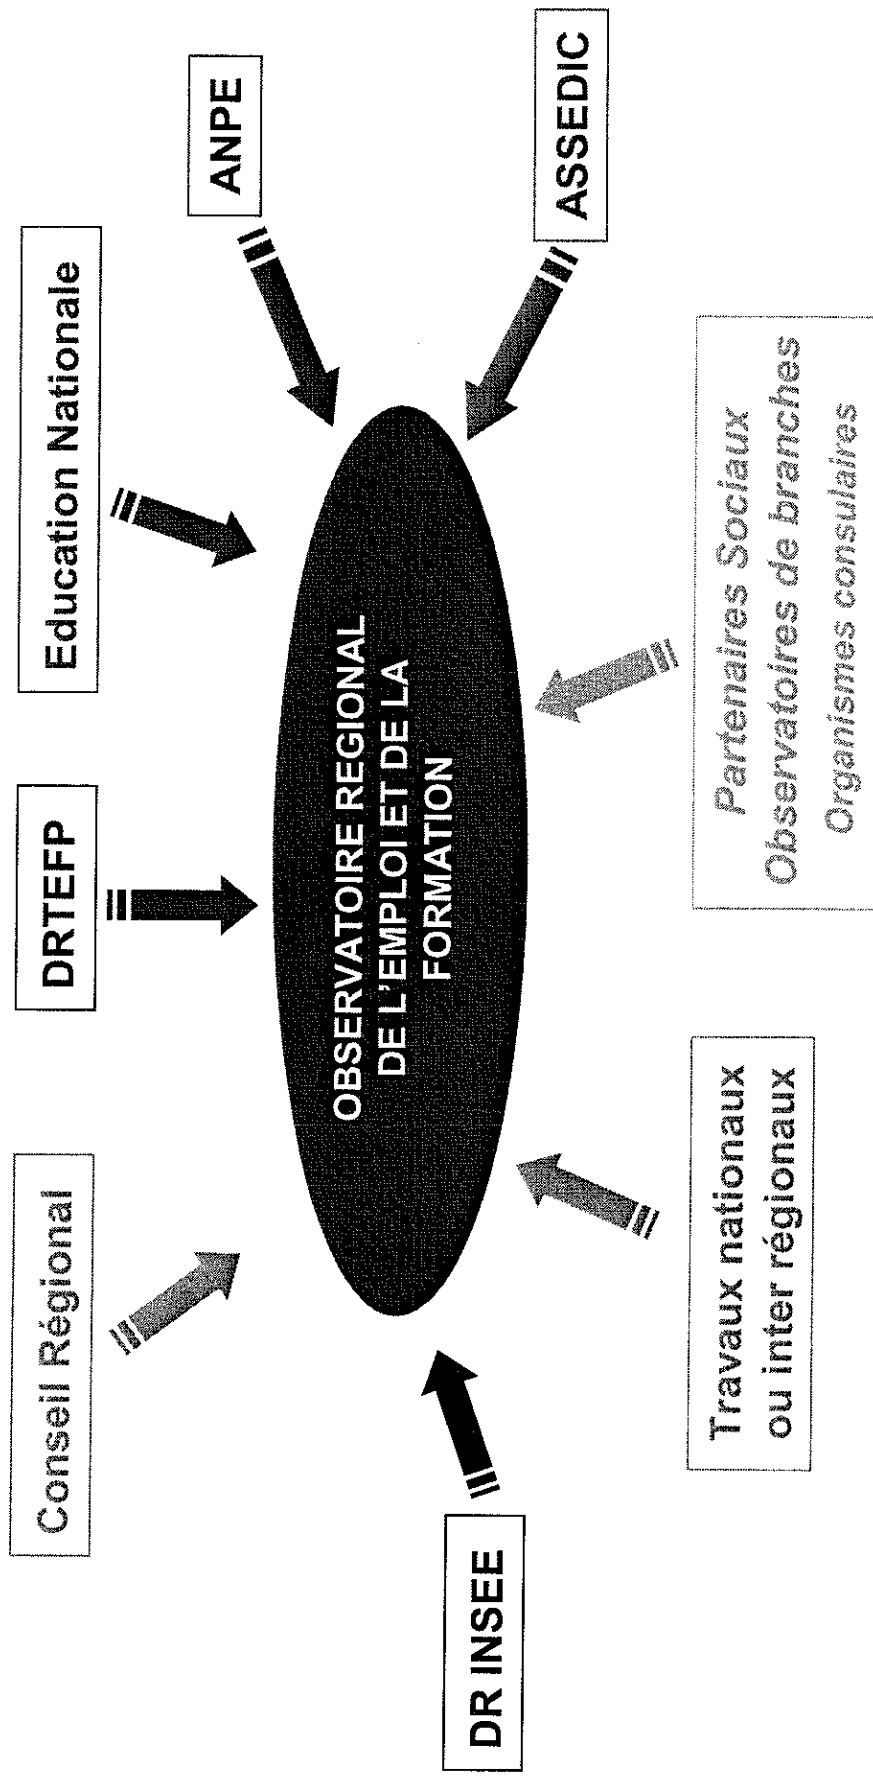 Conseil Régional
DRTEFP
Education Nationale
ANPE
OBSERVATOIRE REGIONAL
DE L'EMPLOI ET DE LA
FORMATION
DR INSEE
ASSEDIC
Travaux nationaux
ou inter régionaux
Partenaires Sociaux
Observatoires de branches
Organismes consulaires